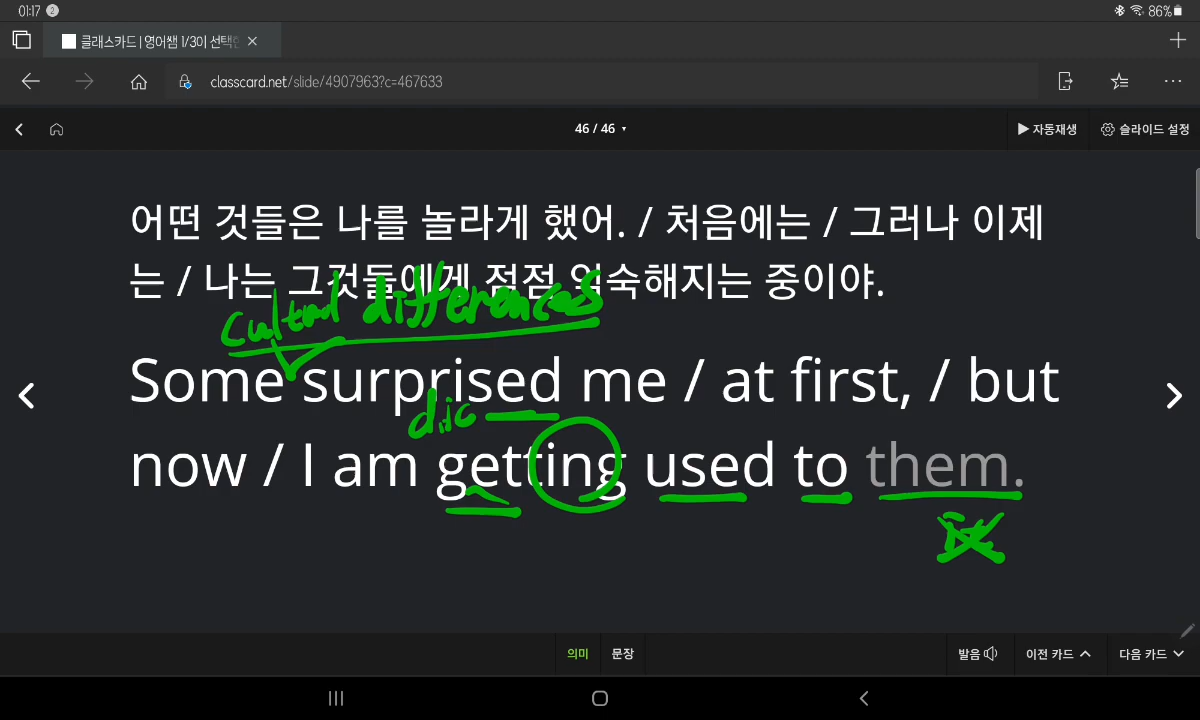 01:17 2 86%
클래스카드 | 영어쌤 1/3이 선택한
classcard.net/slide/4907963?c=467633
46 / 46 자동재생 슬라이드 설정
어떤 것들은 나를 놀라게 했어. / 처음에는 / 그러나 이제
는 / 나는 그것들에게 점점 익숙해지는 중이야.
cultural differences
Some surprised me / at first, / but
now / I am getting used to them.
it
의미 문장 발음 이전 카드 다음 카드